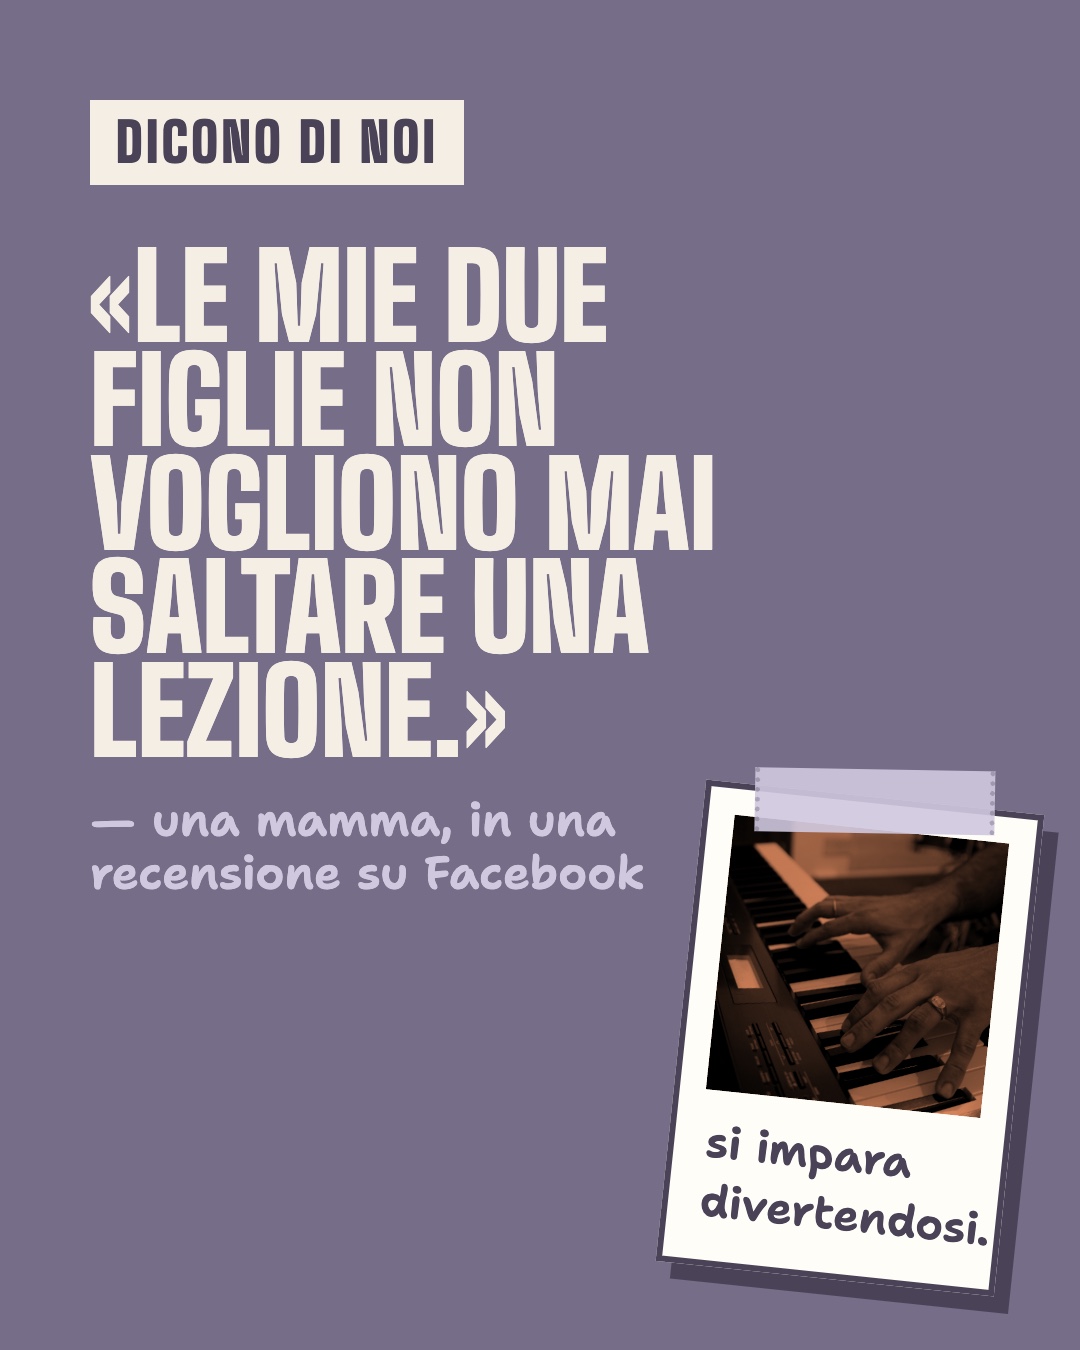 DICONO DI NOI
«LE MIE DUE
FIGLIE NON
VOGLIONO MAI
SALTARE UNA
LEZIONE.»
— una mamma, in una
recensione su Facebook
si impara
divertendosi.